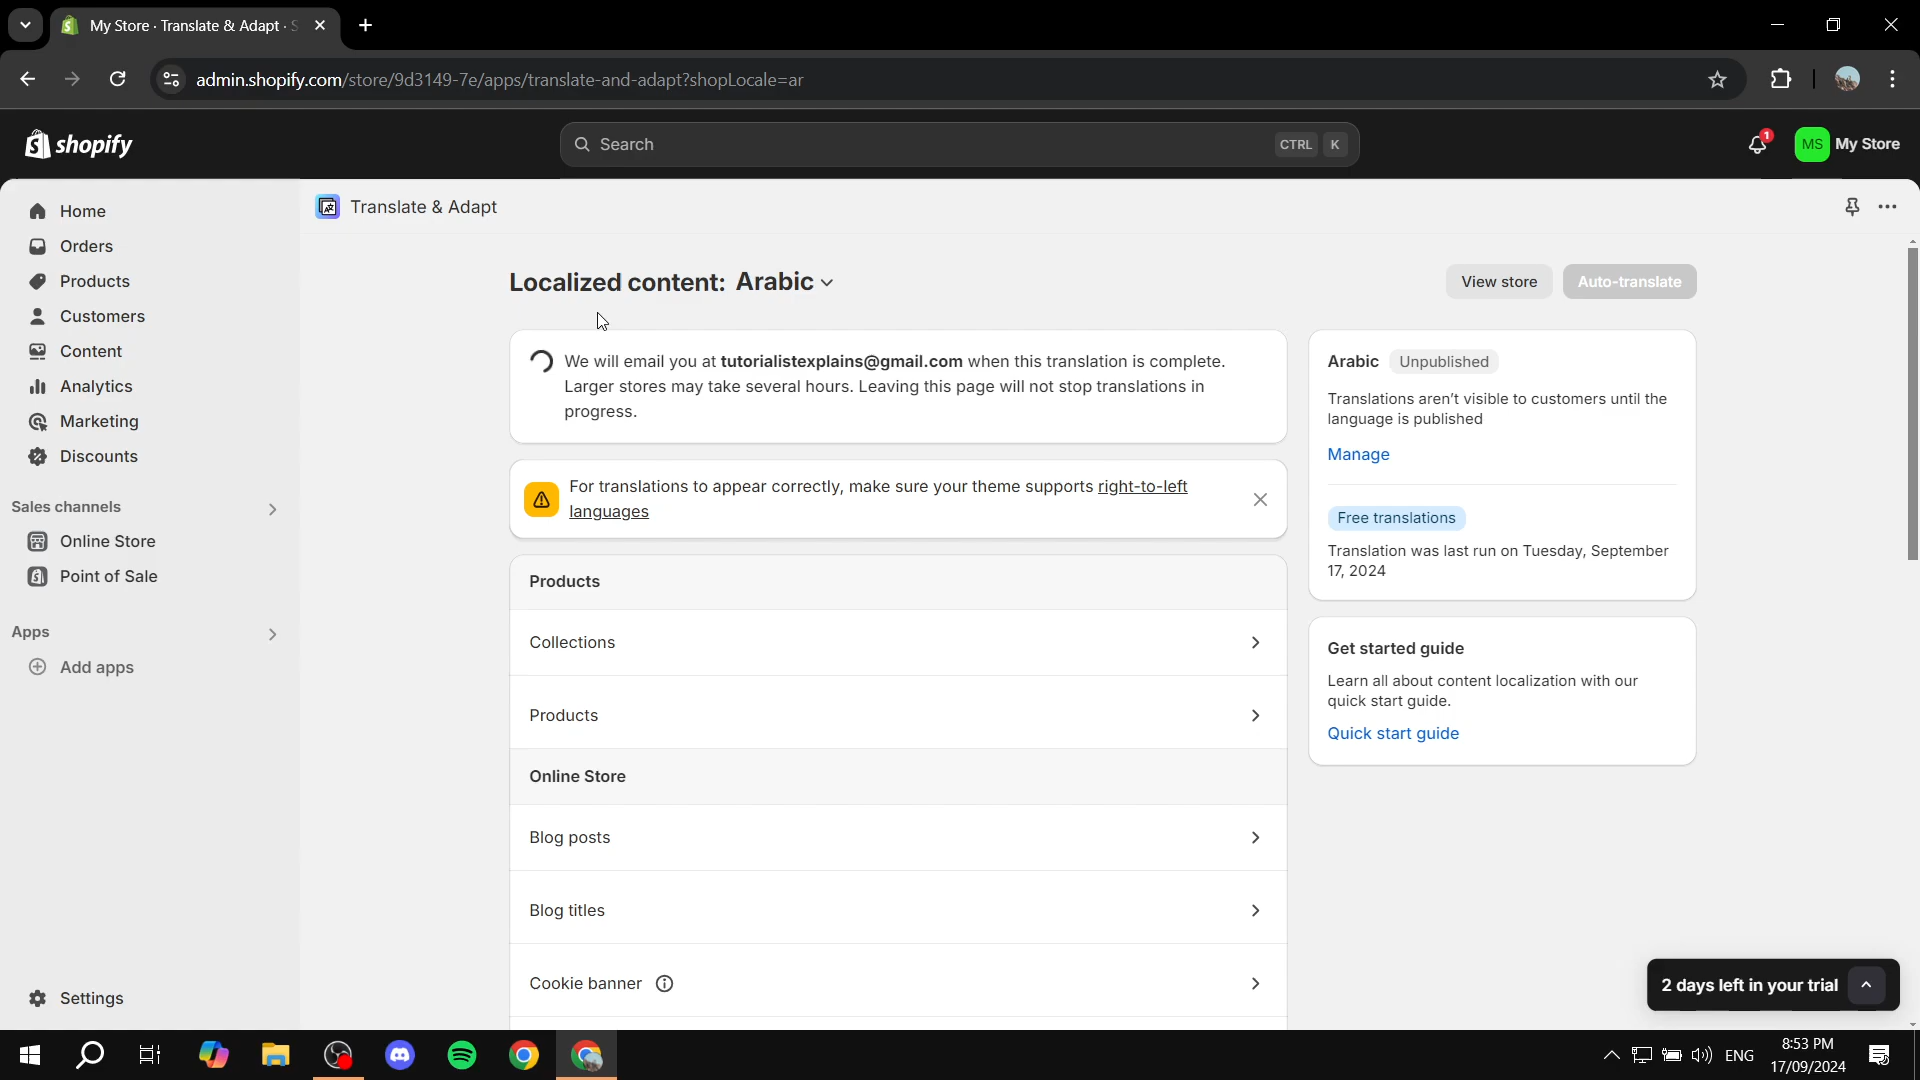 My Store · Translate & Adapt · S
admin.shopify.com/store/9d3149-7e/apps/translate-and-adapt?shopLocale=ar
shopify
Search
CTRL
K
1
MS
My Store
Home
Orders
Products
Customers
Content
Analytics
Marketing
Discounts
Sales channels
Online Store
Point of Sale
Apps
Add apps
Settings
Translate & Adapt
Localized content: Arabic
View store
Auto-translate
We will email you at tutorialistexplains@gmail.com when this translation is complete.
Larger stores may take several hours. Leaving this page will not stop translations in
progress.
For translations to appear correctly, make sure your theme supports right-to-left
languages
Products
Collections
Products
Online Store
Blog posts
Blog titles
Cookie banner
Arabic
Unpublished
Translations aren’t visible to customers until the
language is published
Manage
Free translations
Translation was last run on Tuesday, September
17, 2024
Get started guide
Learn all about content localization with our
quick start guide.
Quick start guide
2 days left in your trial
ENG
8:53 PM
17/09/2024